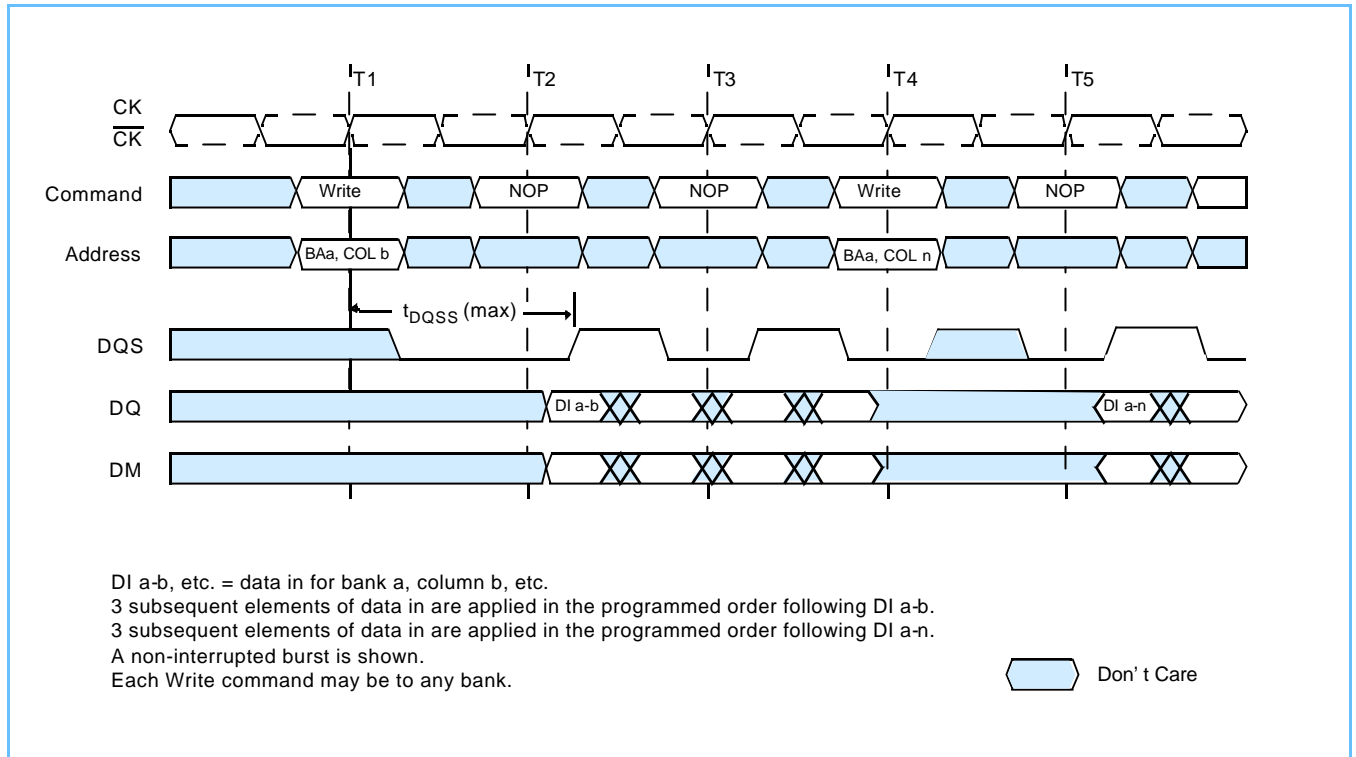 T1 T2 T3 T4 T5
CK
CK
Command Write NOP NOP Write NOP
Address BAa, COL b BAa, COL n
tDQSS (max)
DQS
DQ DI a-b DI a-n
DM
DI a-b, etc. = data in for bank a, column b, etc.
3 subsequent elements of data in are applied in the programmed order following DI a-b.
3 subsequent elements of data in are applied in the programmed order following DI a-n.
A non-interrupted burst is shown.
Each Write command may be to any bank.
Don' t Care